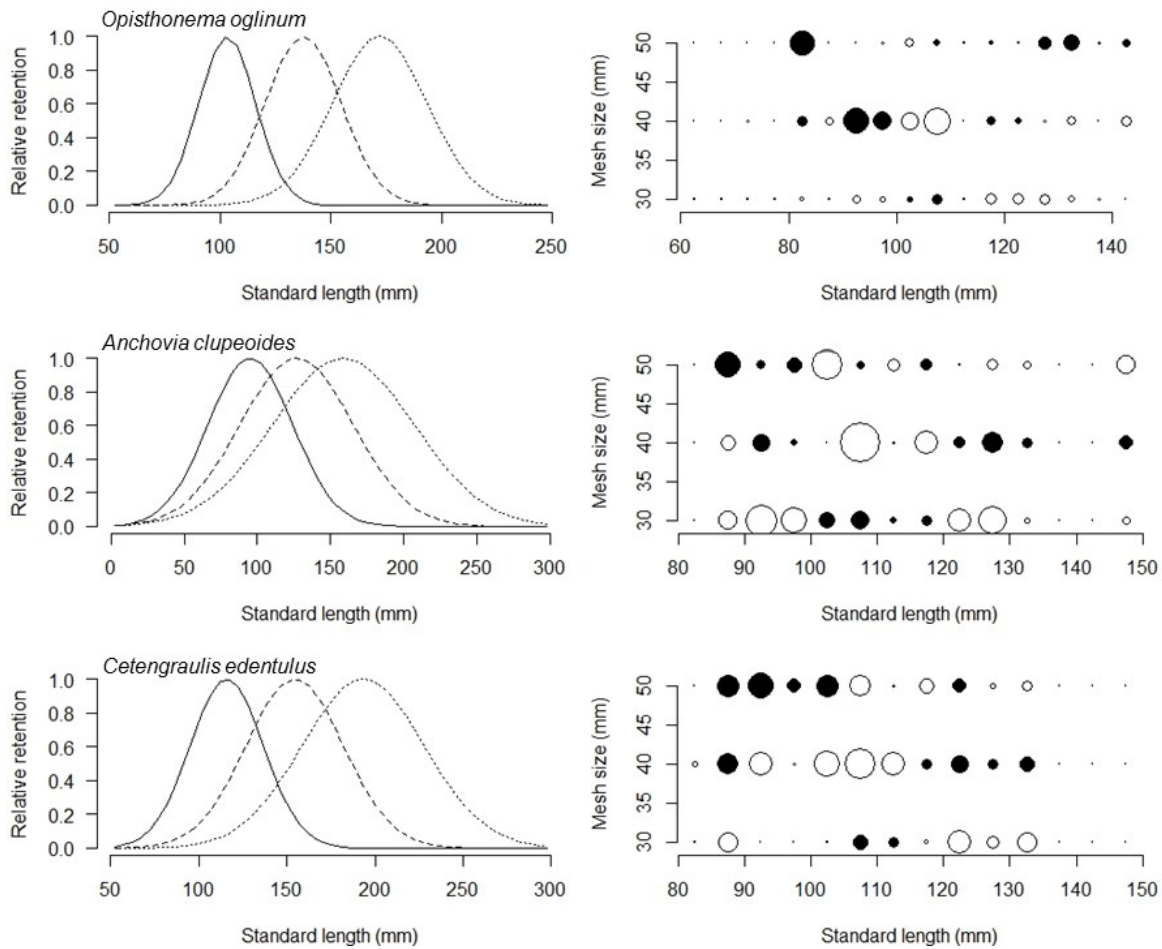 Opisthonema oglinum
Relative retention
1.0
0.8
0.6
0.4
0.2
0.0
50 100 150 200 250
Standard length (mm)
Mesh size (mm)
50
45
40
35
30
60 80 100 120 140
Standard length (mm)
Anchovia clupeoides
Relative retention
1.0
0.8
0.6
0.4
0.2
0.0
0 50 100 150 200 250 300
Standard length (mm)
Mesh size (mm)
50
45
40
35
30
80 90 100 110 120 130 140 150
Standard length (mm)
Cetengraulis edentulus
Relative retention
1.0
0.8
0.6
0.4
0.2
0.0
50 100 150 200 250 300
Standard length (mm)
Mesh size (mm)
50
45
40
35
30
80 90 100 110 120 130 140 150
Standard length (mm)